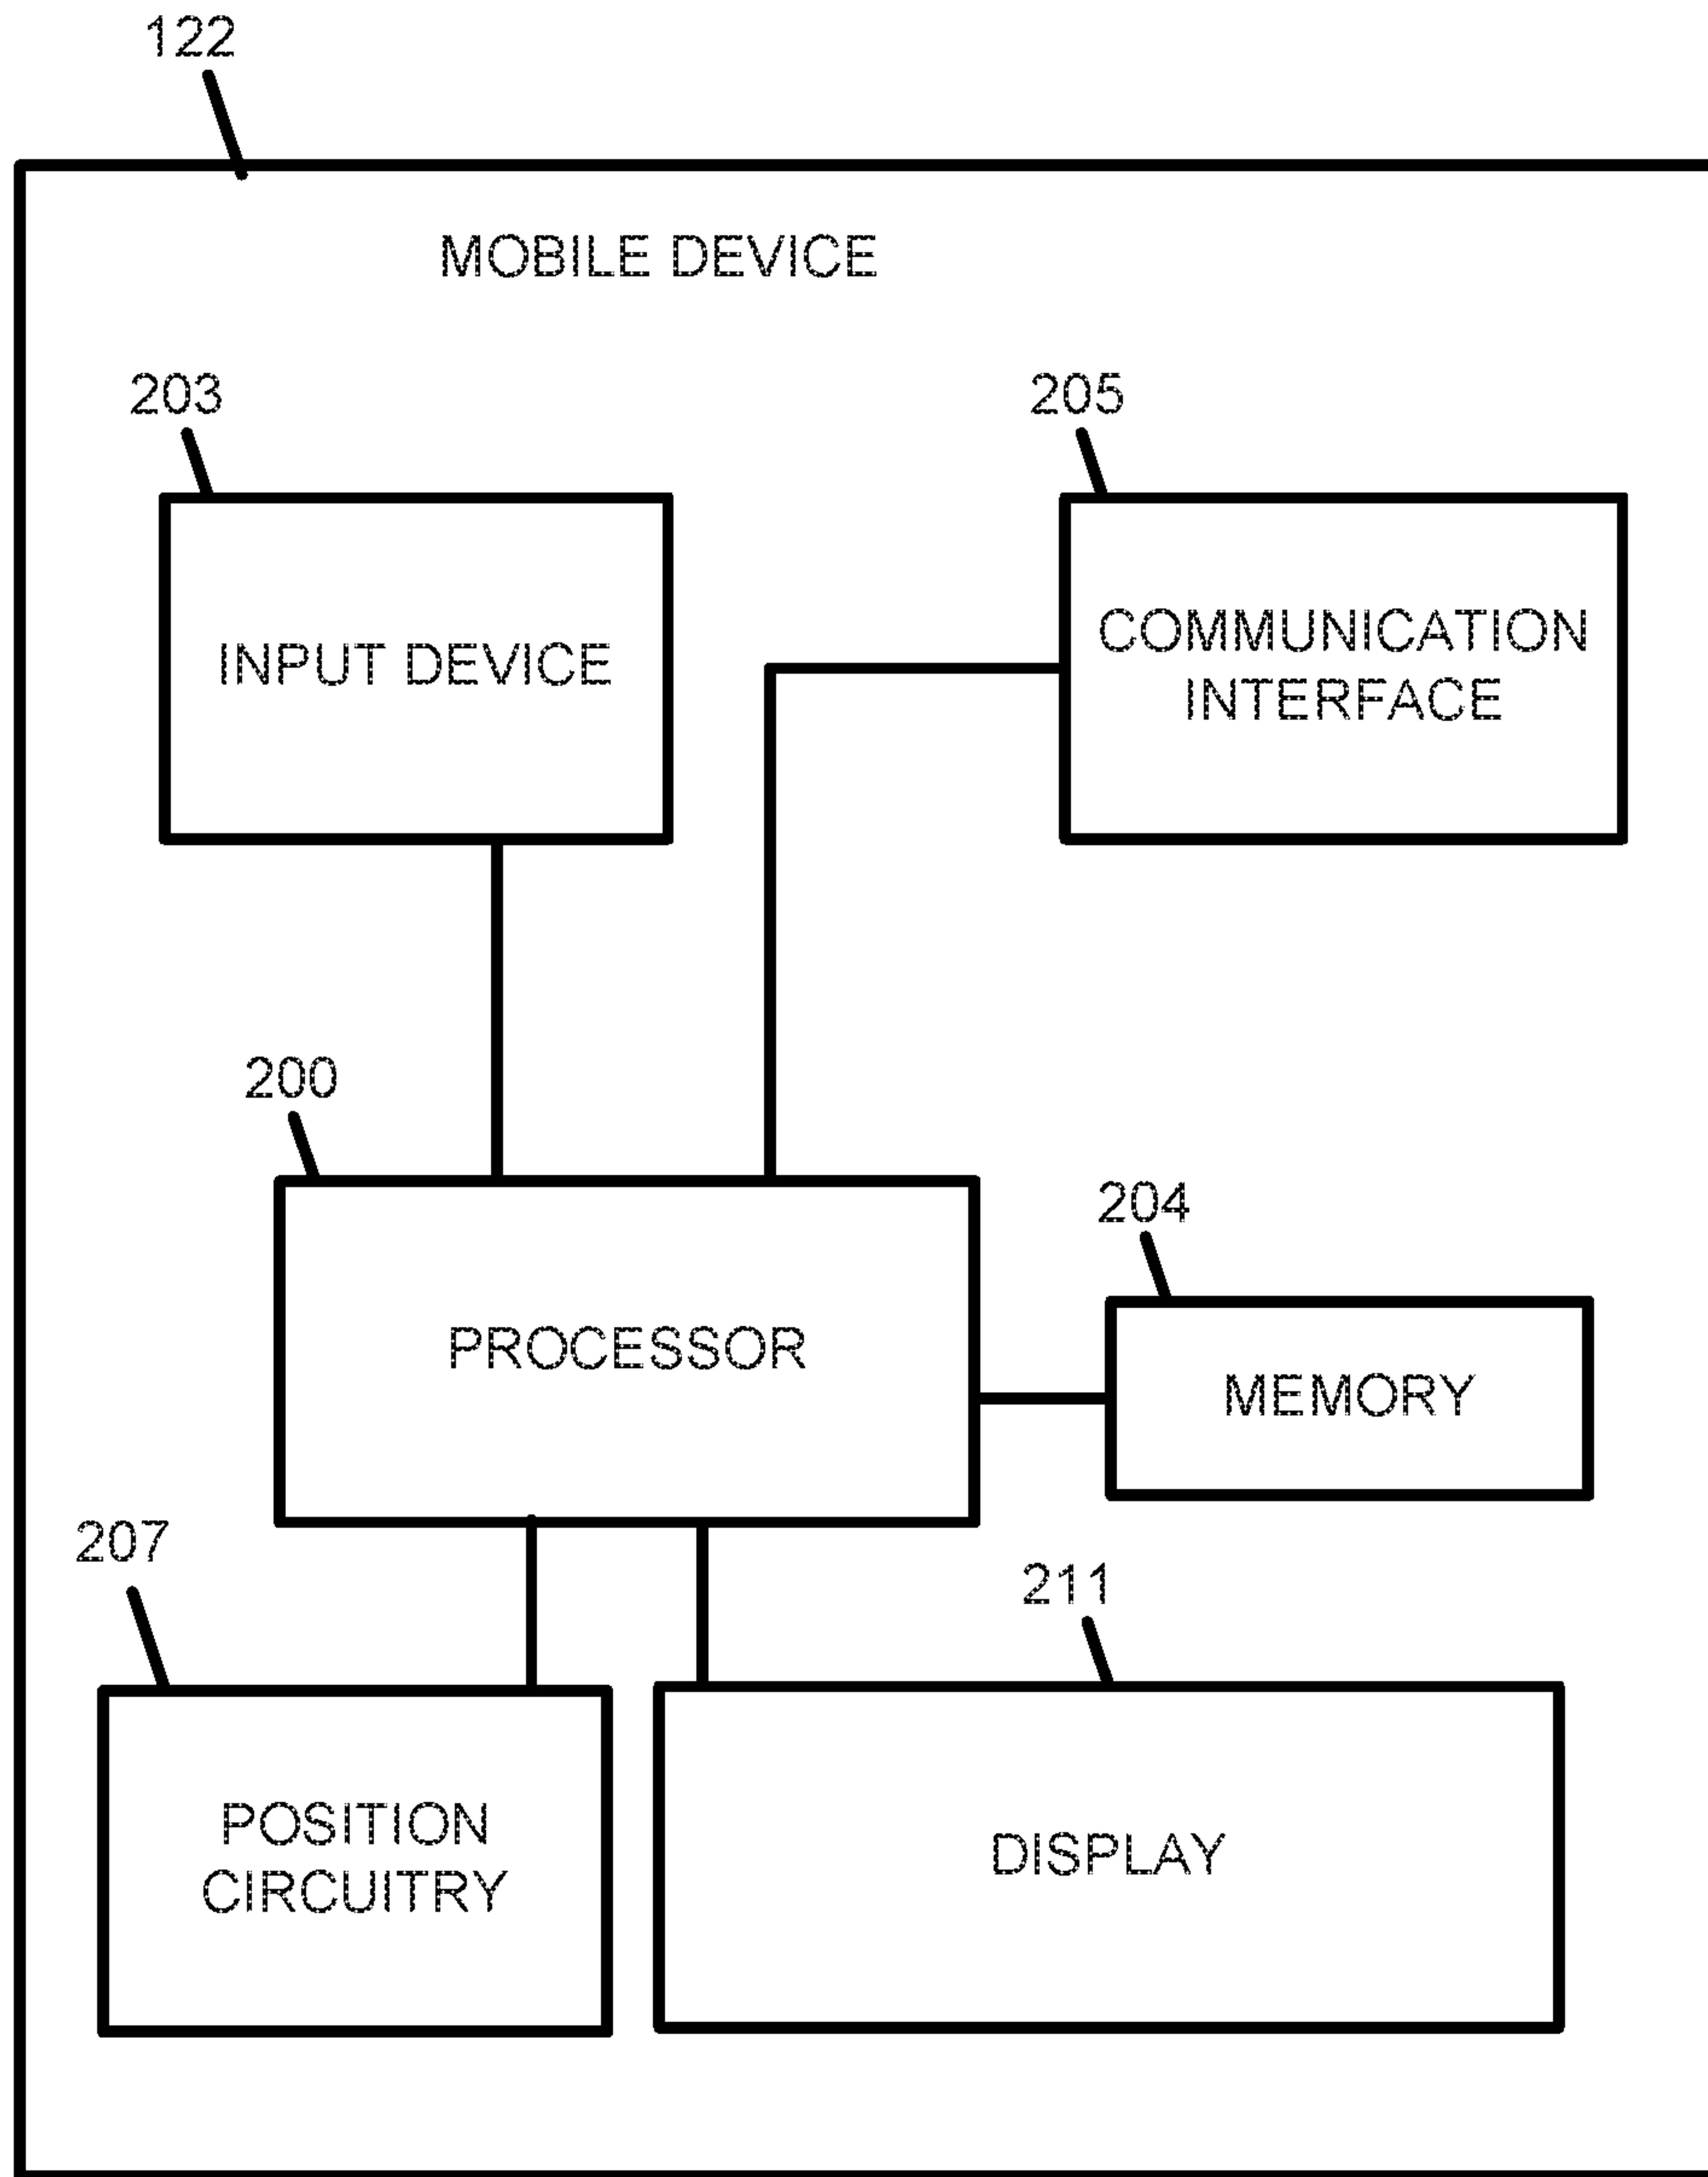 122
MOBILE DEVICE
203
205
INPUT DEVICE
COMMUNICATION
INTERFACE
200
204
PROCESSOR
MEMORY
207
211
POSITION
CIRCUITRY
DISPLAY